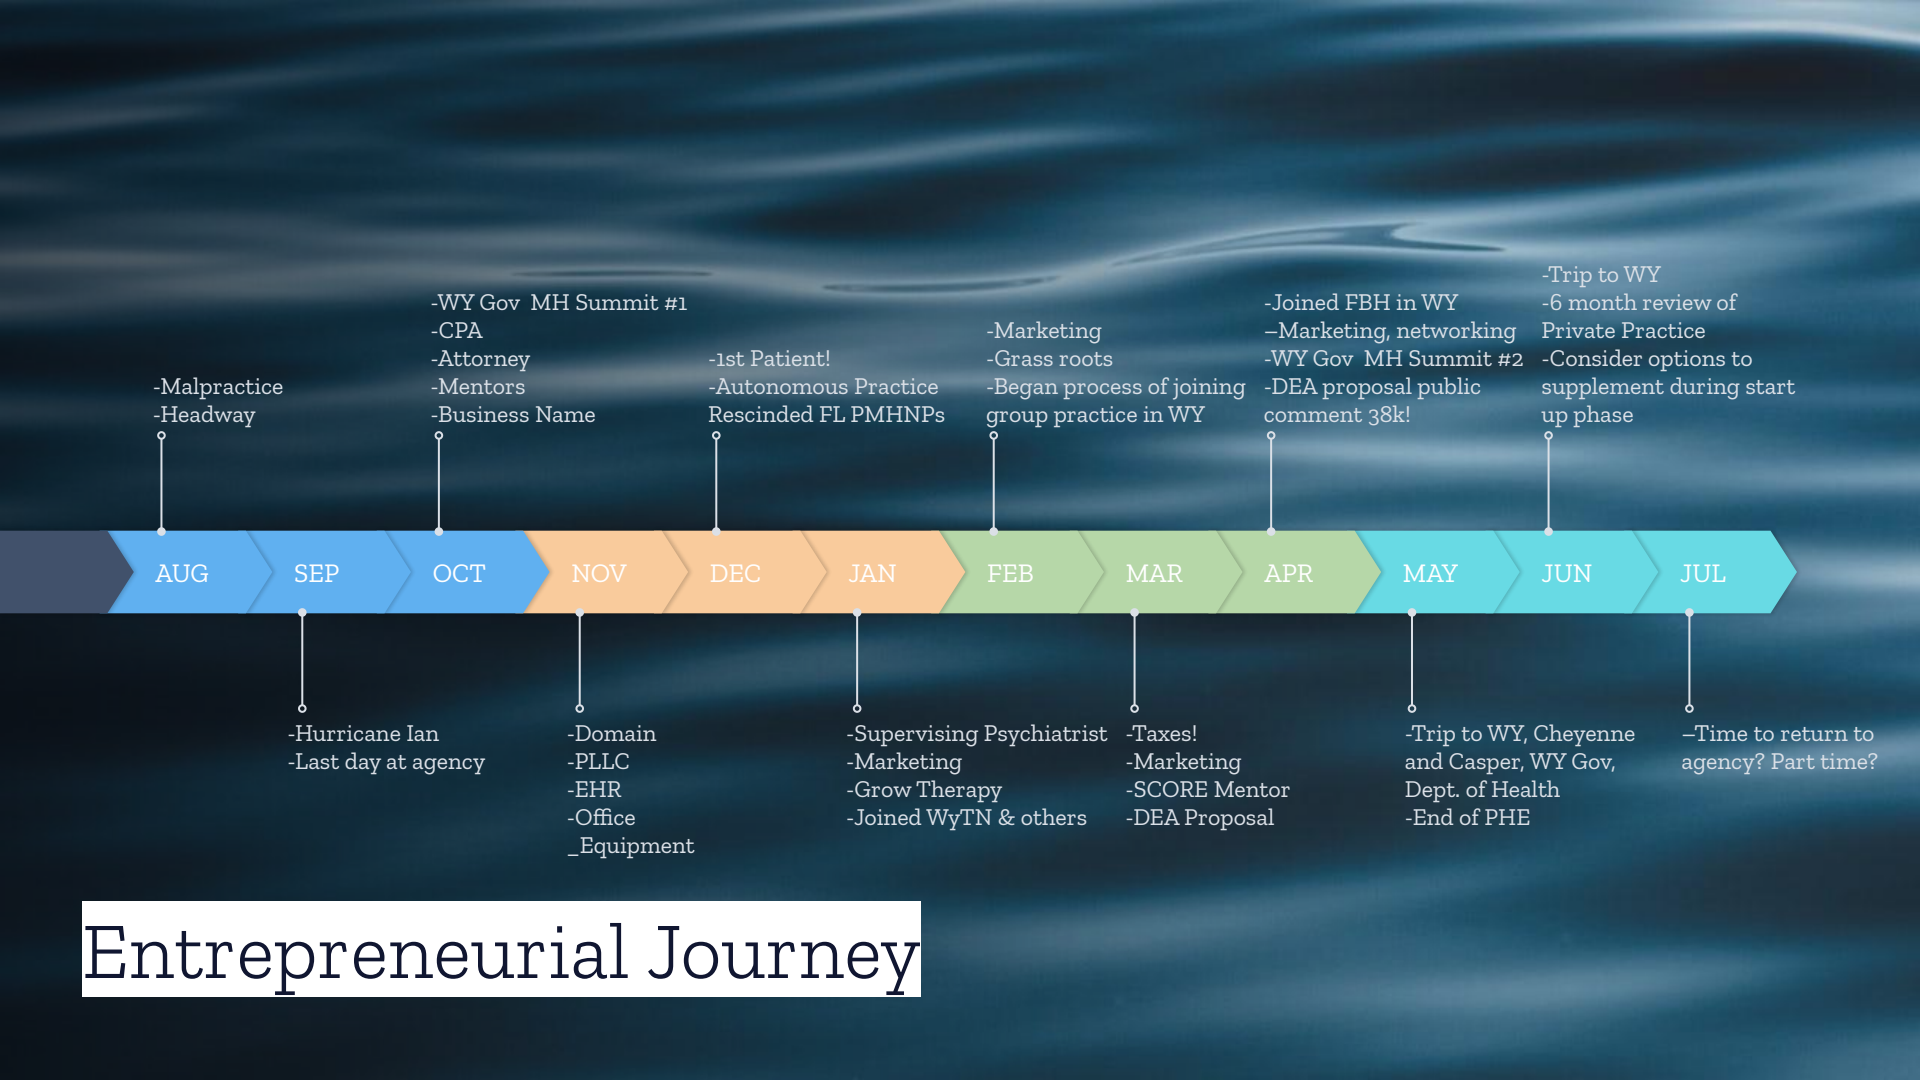 -Trip to WY
-6 month review of
Private Practice
-Consider options to
supplement during start
up phase
-Joined FBH in WY
–Marketing, networking
-WY Gov  MH Summit #2
-DEA proposal public
comment 38k!
-Marketing
-Grass roots
-Began process of joining
group practice in WY
-1st Patient!
-Autonomous Practice
Rescinded FL PMHNPs
-WY Gov  MH Summit #1
-CPA
-Attorney
-Mentors
-Business Name
-Malpractice
-Headway
AUG
SEP
OCT
NOV
DEC
JAN
FEB
MAR
APR
MAY
JUN
JUL
-Hurricane Ian
-Last day at agency
-Domain
-PLLC
-EHR
-Office
_Equipment
-Supervising Psychiatrist
-Marketing
-Grow Therapy
-Joined WyTN & others
-Taxes!
-Marketing
-SCORE Mentor
-DEA Proposal
-Trip to WY, Cheyenne
and Casper, WY Gov,
Dept. of Health
-End of PHE
–Time to return to
agency? Part time?
Entrepreneurial Journey